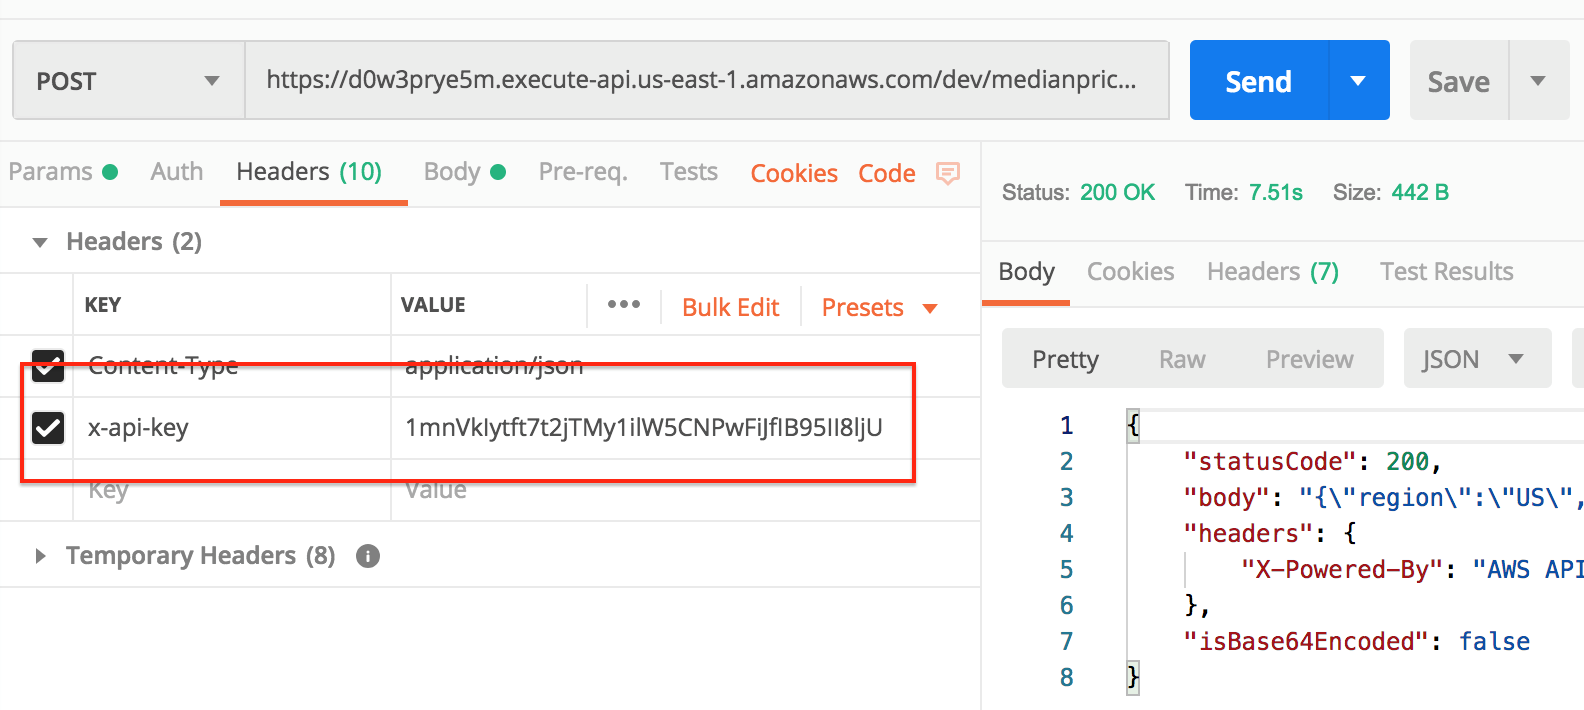 POST
https://d0w3prye5m.execute-api.us-east-1.amazonaws.com/dev/medianpric...
Send
Save
Params
Auth
Headers (10)
Body
Pre-req.
Tests
Cookies
Code
Status: 200 OK Time: 7.51s Size: 442 B
Headers (2)
KEY VALUE ••• Bulk Edit Presets
Content-Type application/json
x-api-key 1mnVkIytft7t2jTMy1ilW5CNPwFiJfIB95II8ljU
Key Value
Temporary Headers (8) i
Body Cookies Headers (7) Test Results
Pretty Raw Preview JSON
1 {
2 "statusCode": 200,
3 "body": "{\"region\":\"US\",
4 "headers": {
5 "X-Powered-By": "AWS API
6 },
7 "isBase64Encoded": false
8 }